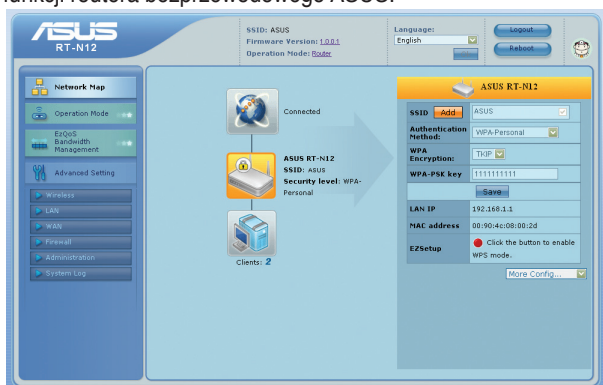 funkcji routera bezprzewodowego ASUS.
ASUS
RT-N12
SSID: ASUS
Firmware Version: 1.0.0.1
Operation Mode: Router
Language:
English
Logout
Reboot
Network Map
Operation Mode
EzQoS
Bandwidth
Management
Advanced Setting
Wireless
LAN
WAN
Firewall
Administration
System Log
Connected
ASUS RT-N12
SSID: ASUS
Security level: WPA-
Personal
Clients: 2
ASUS RT-N12
SSID Add ASUS
Authentication
Method: WPA-Personal
WPA
Encryption: TKIP
WPA-PSK key 1111111111
Save
LAN IP 192.168.1.1
MAC address 00:90:4c:08:00:2d
EZSetup Click the button to enable
WPS mode.
More Config...